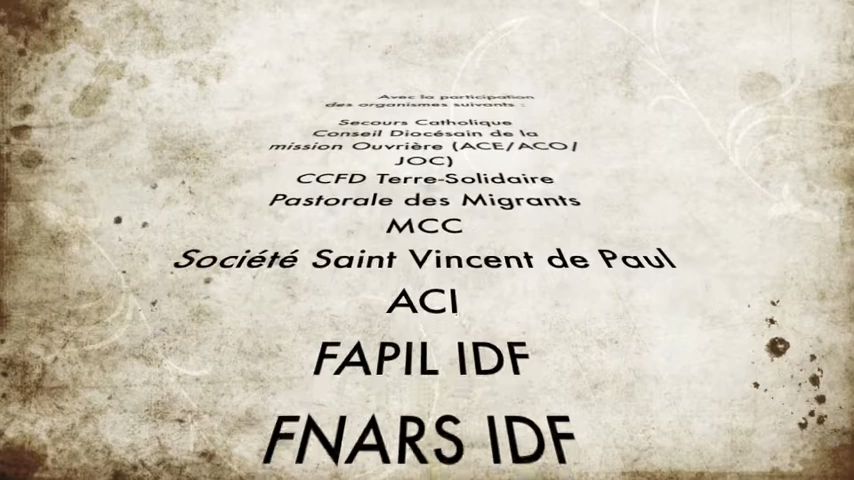 Avec la participation
des organismes suivants :
Secours Catholique
Conseil Diocésain de la
mission Ouvrière (ACE/ACO/
JOC)
CCFD Terre-Solidaire
Pastorale des Migrants
MCC
Société Saint Vincent de Paul
ACI
FAPIL IDF
FNARS IDF